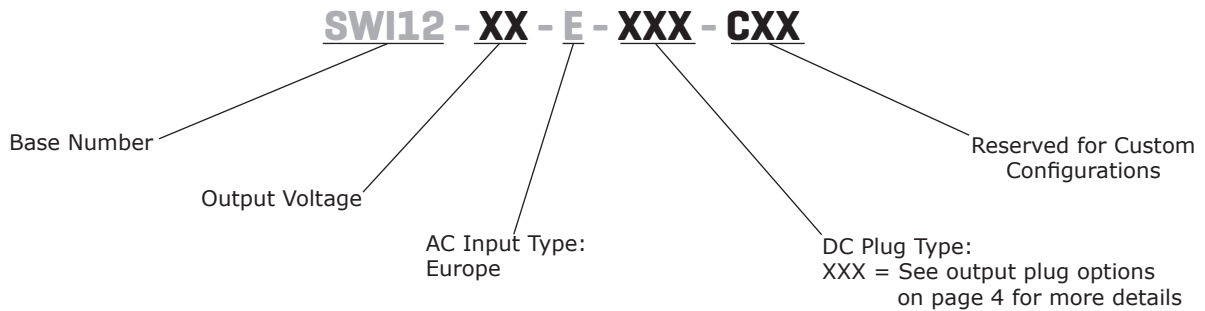 SWI12 - XX - E - XXX - CXX
Base Number
Output Voltage
AC Input Type:
Europe
DC Plug Type:
XXX = See output plug options
on page 4 for more details
Reserved for Custom
Configurations